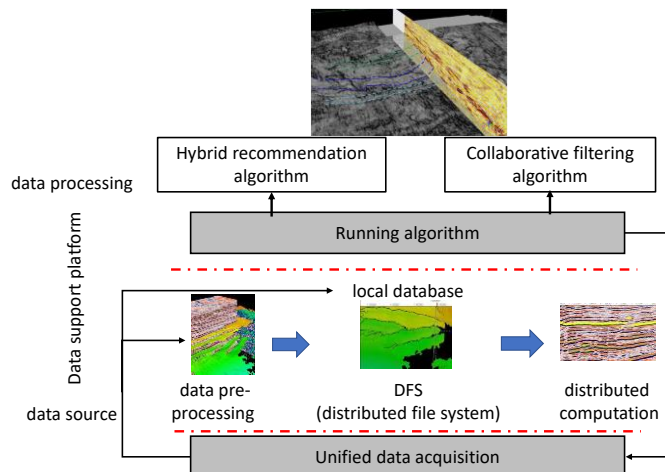 Hybrid recommendation
algorithm
Collaborative filtering
algorithm
data processing
Running algorithm
Data support platform
local database
data pre-
processing
DFS
(distributed file system)
distributed
computation
data source
Unified data acquisition